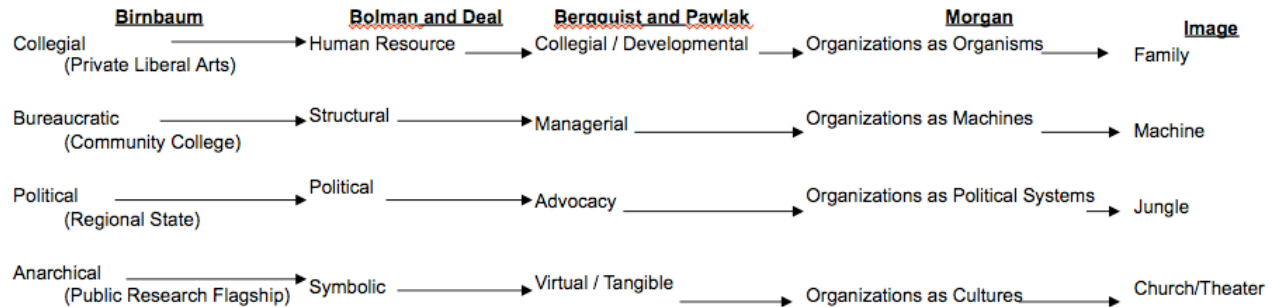 Birnbaum Bolman and Deal Bergquist and Pawlak Morgan Image
Collegial Human Resource Collegial / Developmental Organizations as Organisms Family
(Private Liberal Arts)
Bureaucratic Structural Managerial Organizations as Machines Machine
(Community College)
Political Political Advocacy Organizations as Political Systems Jungle
(Regional State)
Anarchical Symbolic Virtual / Tangible Organizations as Cultures Church/Theater
(Public Research Flagship)